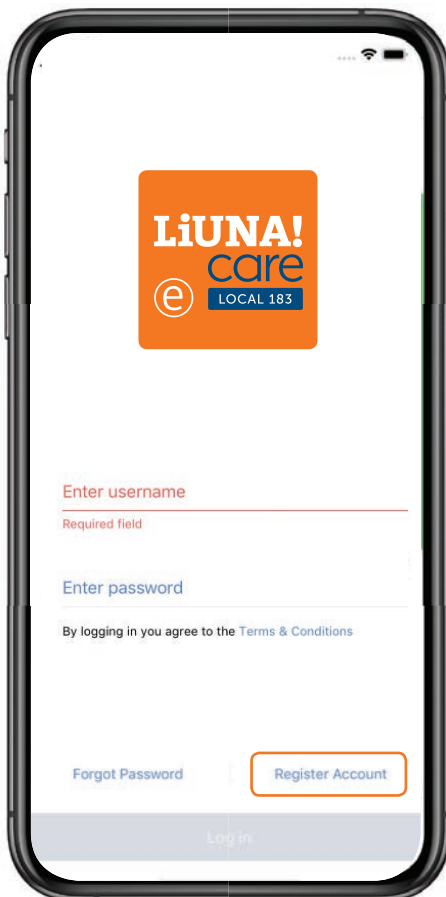 LiUNA!
care
e
LOCAL 183
Enter username
Required field
Enter password
By logging in you agree to the Terms & Conditions
Forgot Password Register Account
Log in